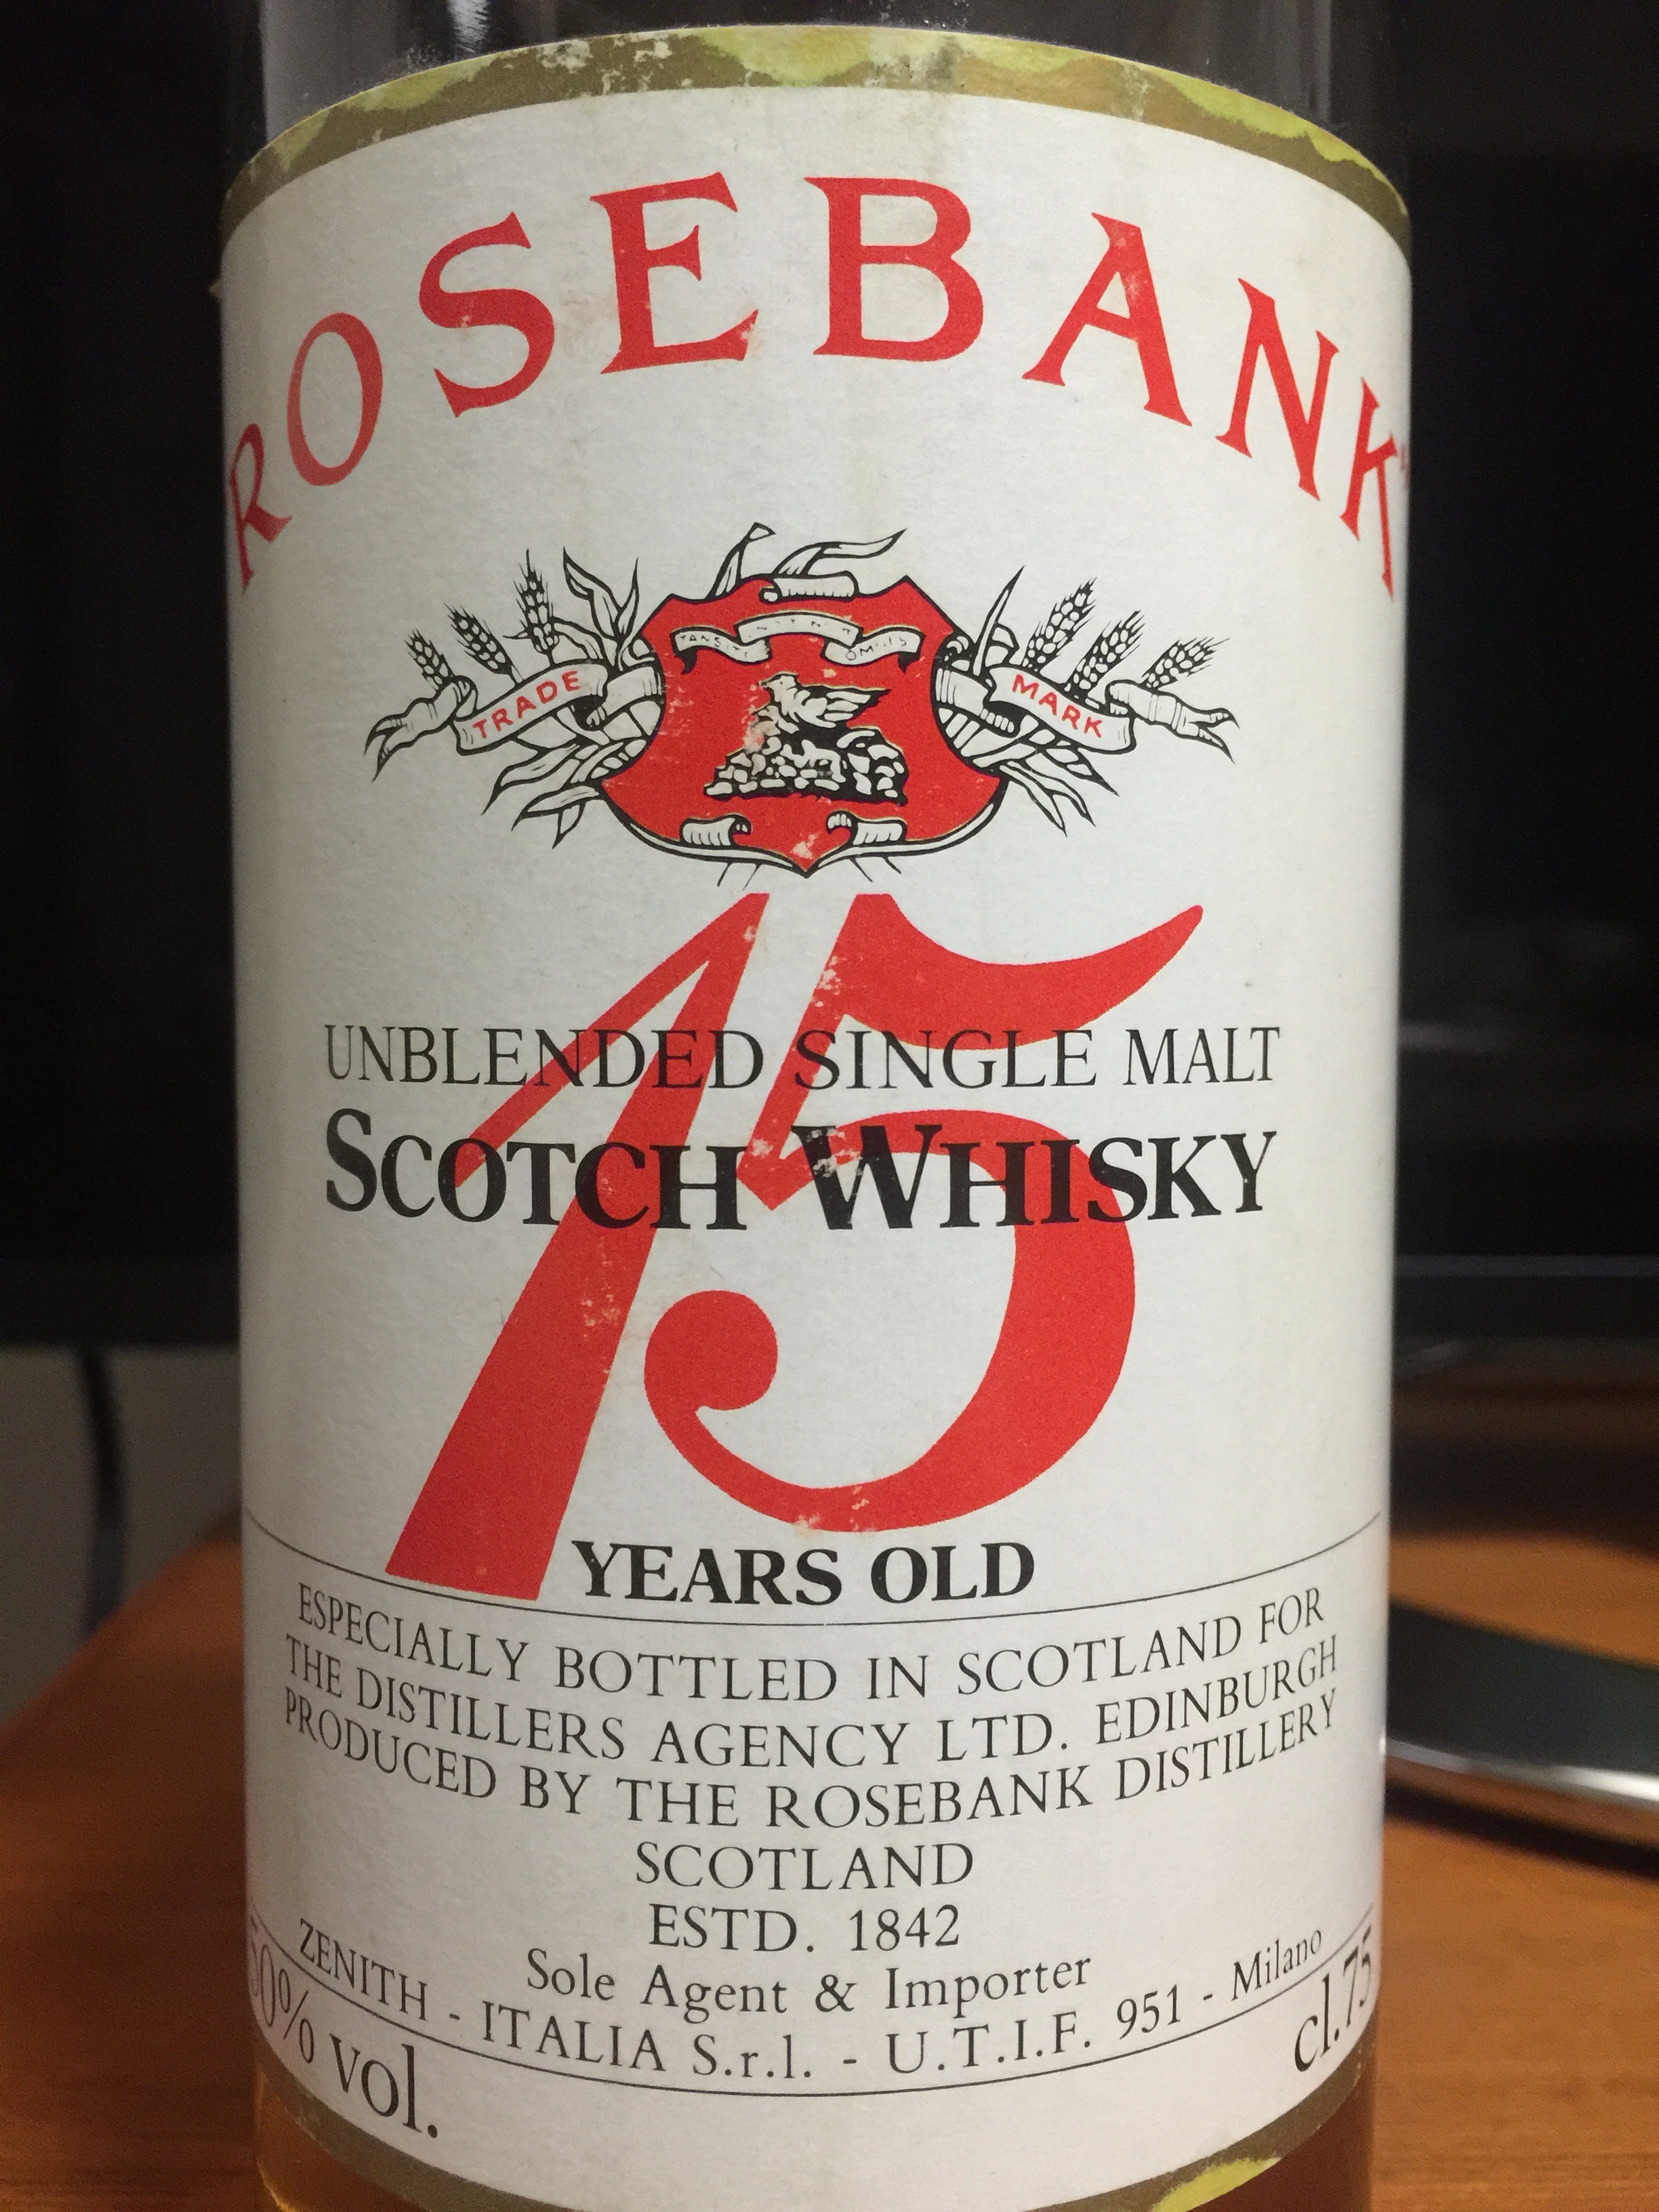 ROSEBANK
TRADE MARK
15
UNBLENDED SINGLE MALT
SCOTCH WHISKY
YEARS OLD
ESPECIALLY BOTTLED IN SCOTLAND FOR
THE DISTILLERS AGENCY LTD. EDINBURGH
PRODUCED BY THE ROSEBANK DISTILLERY
SCOTLAND
ESTD. 1842
Sole Agent & Importer
ZENITH - ITALIA S.r.l. - U.T.I.F. 951 - Milano
50% vol. cl.75